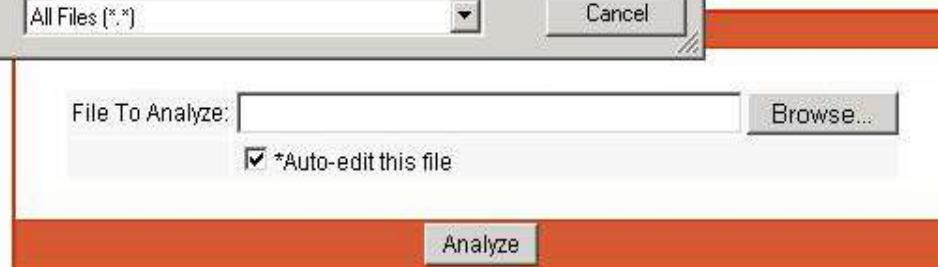 All Files (*.*) Cancel
File To Analyze: Browse...
*Auto-edit this file
Analyze